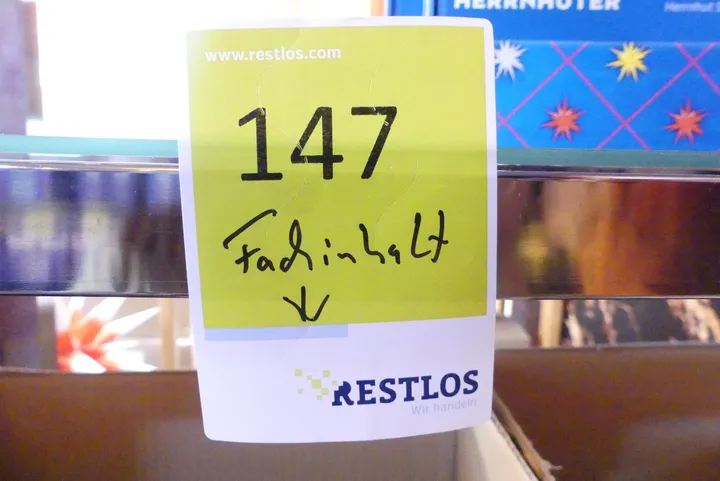 HERRNHUTER
www.restlos.com
147
Fachinhalt
RESTLOS
Wir handeln